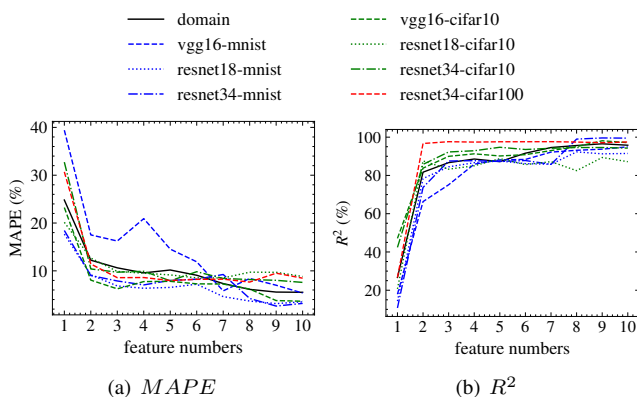 domain
vgg16-mnist
resnet18-mnist
resnet34-mnist
vgg16-cifar10
resnet18-cifar10
resnet34-cifar10
resnet34-cifar100
MAPE (%)
40
30
20
10
1 2 3 4 5 6 7 8 9 10
feature numbers
(a) MAPE
R² (%)
100
80
60
40
20
1 2 3 4 5 6 7 8 9 10
feature numbers
(b) R²